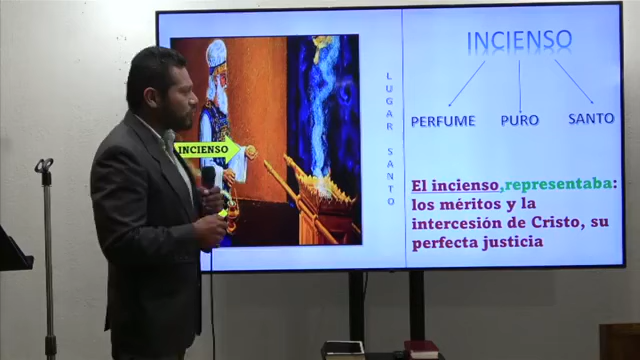 INCIENSO
PERFUME PURO SANTO
INCIENSO
LUGAR SANTO
El incienso,representaba:
los méritos y la
intercesión de Cristo, su
perfecta justicia